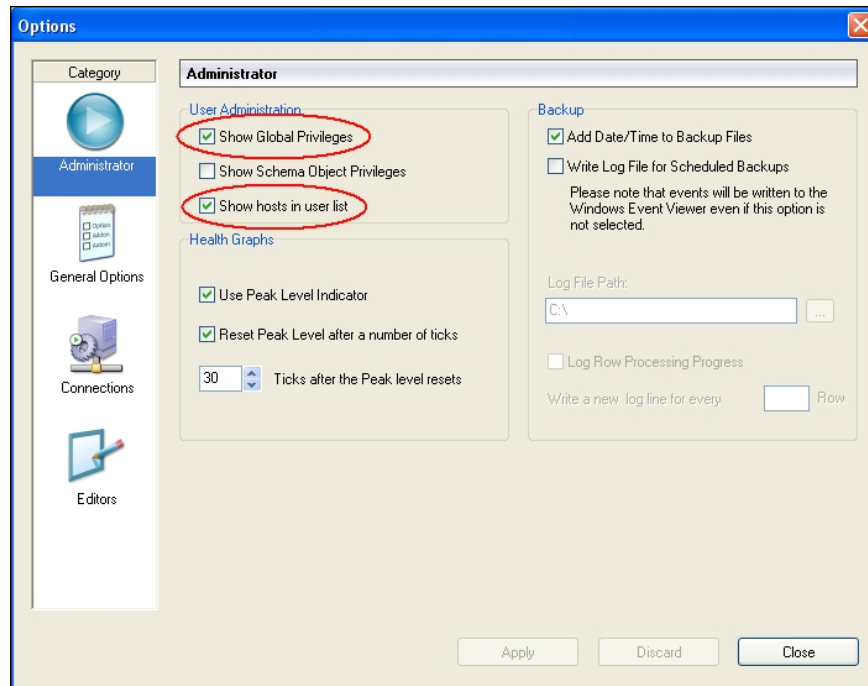 Options
Category
Administrator
General Options
Connections
Editors
Administrator
User Administration
Show Global Privileges
Show Schema Object Privileges
Show hosts in user list
Health Graphs
Use Peak Level Indicator
Reset Peak Level after a number of ticks
30 Ticks after the Peak level resets
Backup
Add Date/Time to Backup Files
Write Log File for Scheduled Backups
Please note that events will be written to the
Windows Event Viewer even if this option is
not selected.
Log File Path:
C:\ ...
Log Row Processing Progress
Write a new log line for every Row
Apply Discard Close